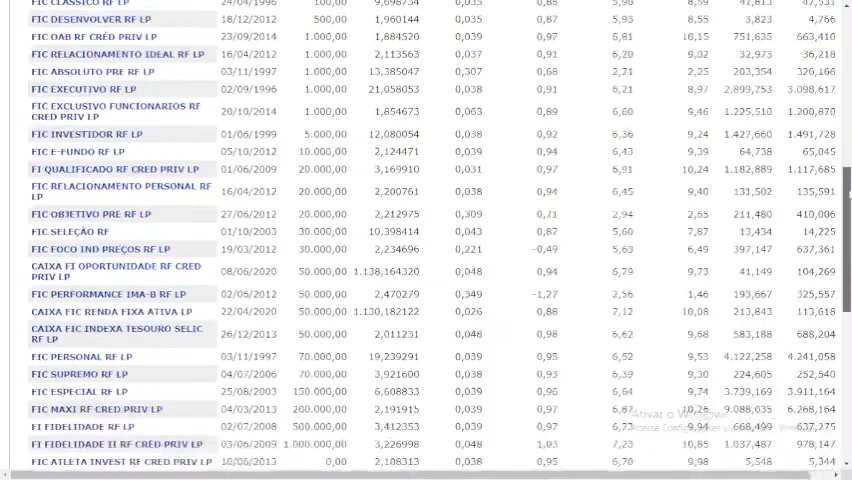 FIC CLASSICO RF LP 24/04/1996 100,00 9,698754 0,035 0,86 5,90 8,59 41,815 47,531
FIC DESENVOLVER RF LP 18/12/2012 500,00 1,960144 0,035 0,87 5,93 8,55 3,823 4,766
FIC OAB RF CRÉD PRIV LP 23/09/2014 1.000,00 1,884520 0,039 0,97 6,81 10,15 751,635 663,410
FIC RELACIONAMENTO IDEAL RF LP 16/04/2012 1.000,00 2,113563 0,037 0,91 6,20 9,02 32,973 36,218
FIC ABSOLUTO PRE RF LP 03/11/1997 1.000,00 13,385047 0,307 0,68 2,71 2,25 203,354 320,166
FIC EXECUTIVO RF LP 02/09/1996 1.000,00 21,058053 0,038 0,91 6,21 8,97 2.899,753 3.098,617
FIC EXCLUSIVO FUNCIONARIOS RF
CRED PRIV LP 20/10/2014 1.000,00 1,854673 0,063 0,89 6,60 9,46 1.225,510 1.200,870
FIC INVESTIDOR RF LP 01/06/1999 5.000,00 12,080054 0,038 0,92 6,36 9,24 1.427,660 1.491,728
FIC E-FUNDO RF LP 05/10/2012 10.000,00 2,124471 0,039 0,94 6,43 9,39 64,738 65,045
FI QUALIFICADO RF CRED PRIV LP 01/06/2009 20.000,00 3,169910 0,031 0,97 6,91 10,24 1.182,889 1.117,685
FIC RELACIONAMENTO PERSONAL RF
LP 16/04/2012 20.000,00 2,200761 0,038 0,94 6,45 9,40 131,502 135,591
FIC OBJETIVO PRE RF LP 27/06/2012 20.000,00 2,212975 0,309 0,71 2,94 2,65 211,480 410,006
FIC SELEÇÃO RF 01/10/2003 30.000,00 10,398414 0,043 0,87 5,60 7,87 13,434 14,225
FIC FOCO IND PREÇOS RF LP 19/03/2012 30.000,00 2,234696 0,221 -0,49 5,63 6,49 397,147 637,361
CAIXA FI OPORTUNIDADE RF CRED
PRIV LP 08/06/2020 50.000,00 1.138,164320 0,048 0,94 6,79 9,73 41,149 104,269
FIC PERFORMANCE IMA-B RF LP 02/06/2012 50.000,00 2,470279 0,349 -1,27 2,56 1,46 193,667 325,557
CAIXA FIC RENDA FIXA ATIVA LP 22/04/2020 50.000,00 1.130,182122 0,026 0,88 7,12 10,08 213,843 113,618
CAIXA FIC INDEXA TESOURO SELIC
RF LP 26/12/2013 50.000,00 2,011231 0,048 0,98 6,62 9,68 583,188 688,204
FIC PERSONAL RF LP 03/11/1997 70.000,00 19,239291 0,039 0,95 6,52 9,53 4.122,258 4.241,058
FIC SUPREMO RF LP 04/07/2006 70.000,00 3,921600 0,038 0,93 6,39 9,30 224,605 252,540
FIC ESPECIAL RF LP 25/08/2003 150.000,00 6,608833 0,039 0,96 6,64 9,74 3.739,169 3.911,164
FIC MAXI RF CRED PRIV LP 04/03/2013 200.000,00 2,191915 0,039 0,97 6,87 10,26 9.088,035 6.268,164
Ativar o Windows
FI FIDELIDADE RF LP 02/07/2008 500.000,00 3,412353 0,039 0,97 6,73 9,94 668,499 637,275
FI FIDELIDADE II RF CRÉD PRIV LP 03/06/2009 1.000.000,00 3,226998 0,048 1,03 7,23 10,85 1.037,487 978,147
FIC ATLETA INVEST RF CRED PRIV LP 10/06/2013 0,00 2,108313 0,038 0,95 6,70 9,98 5,548 5,344